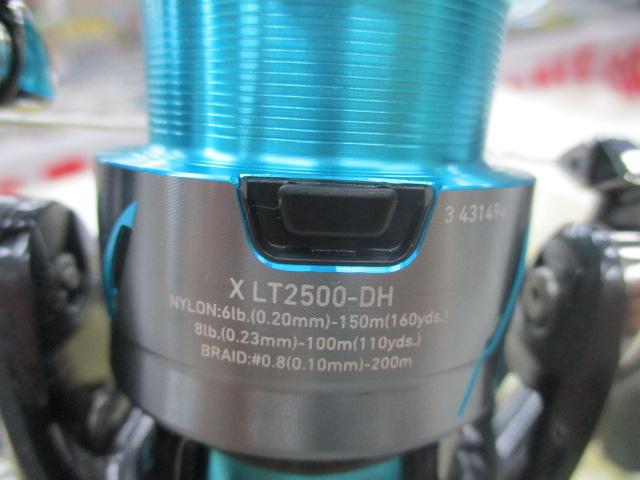 3 431494
X LT2500-DH
NYLON:6lb.(0.20mm)-150m(160yds.)
8lb.(0.23mm)-100m(110yds.)
BRAID:#0.8(0.10mm)-200m